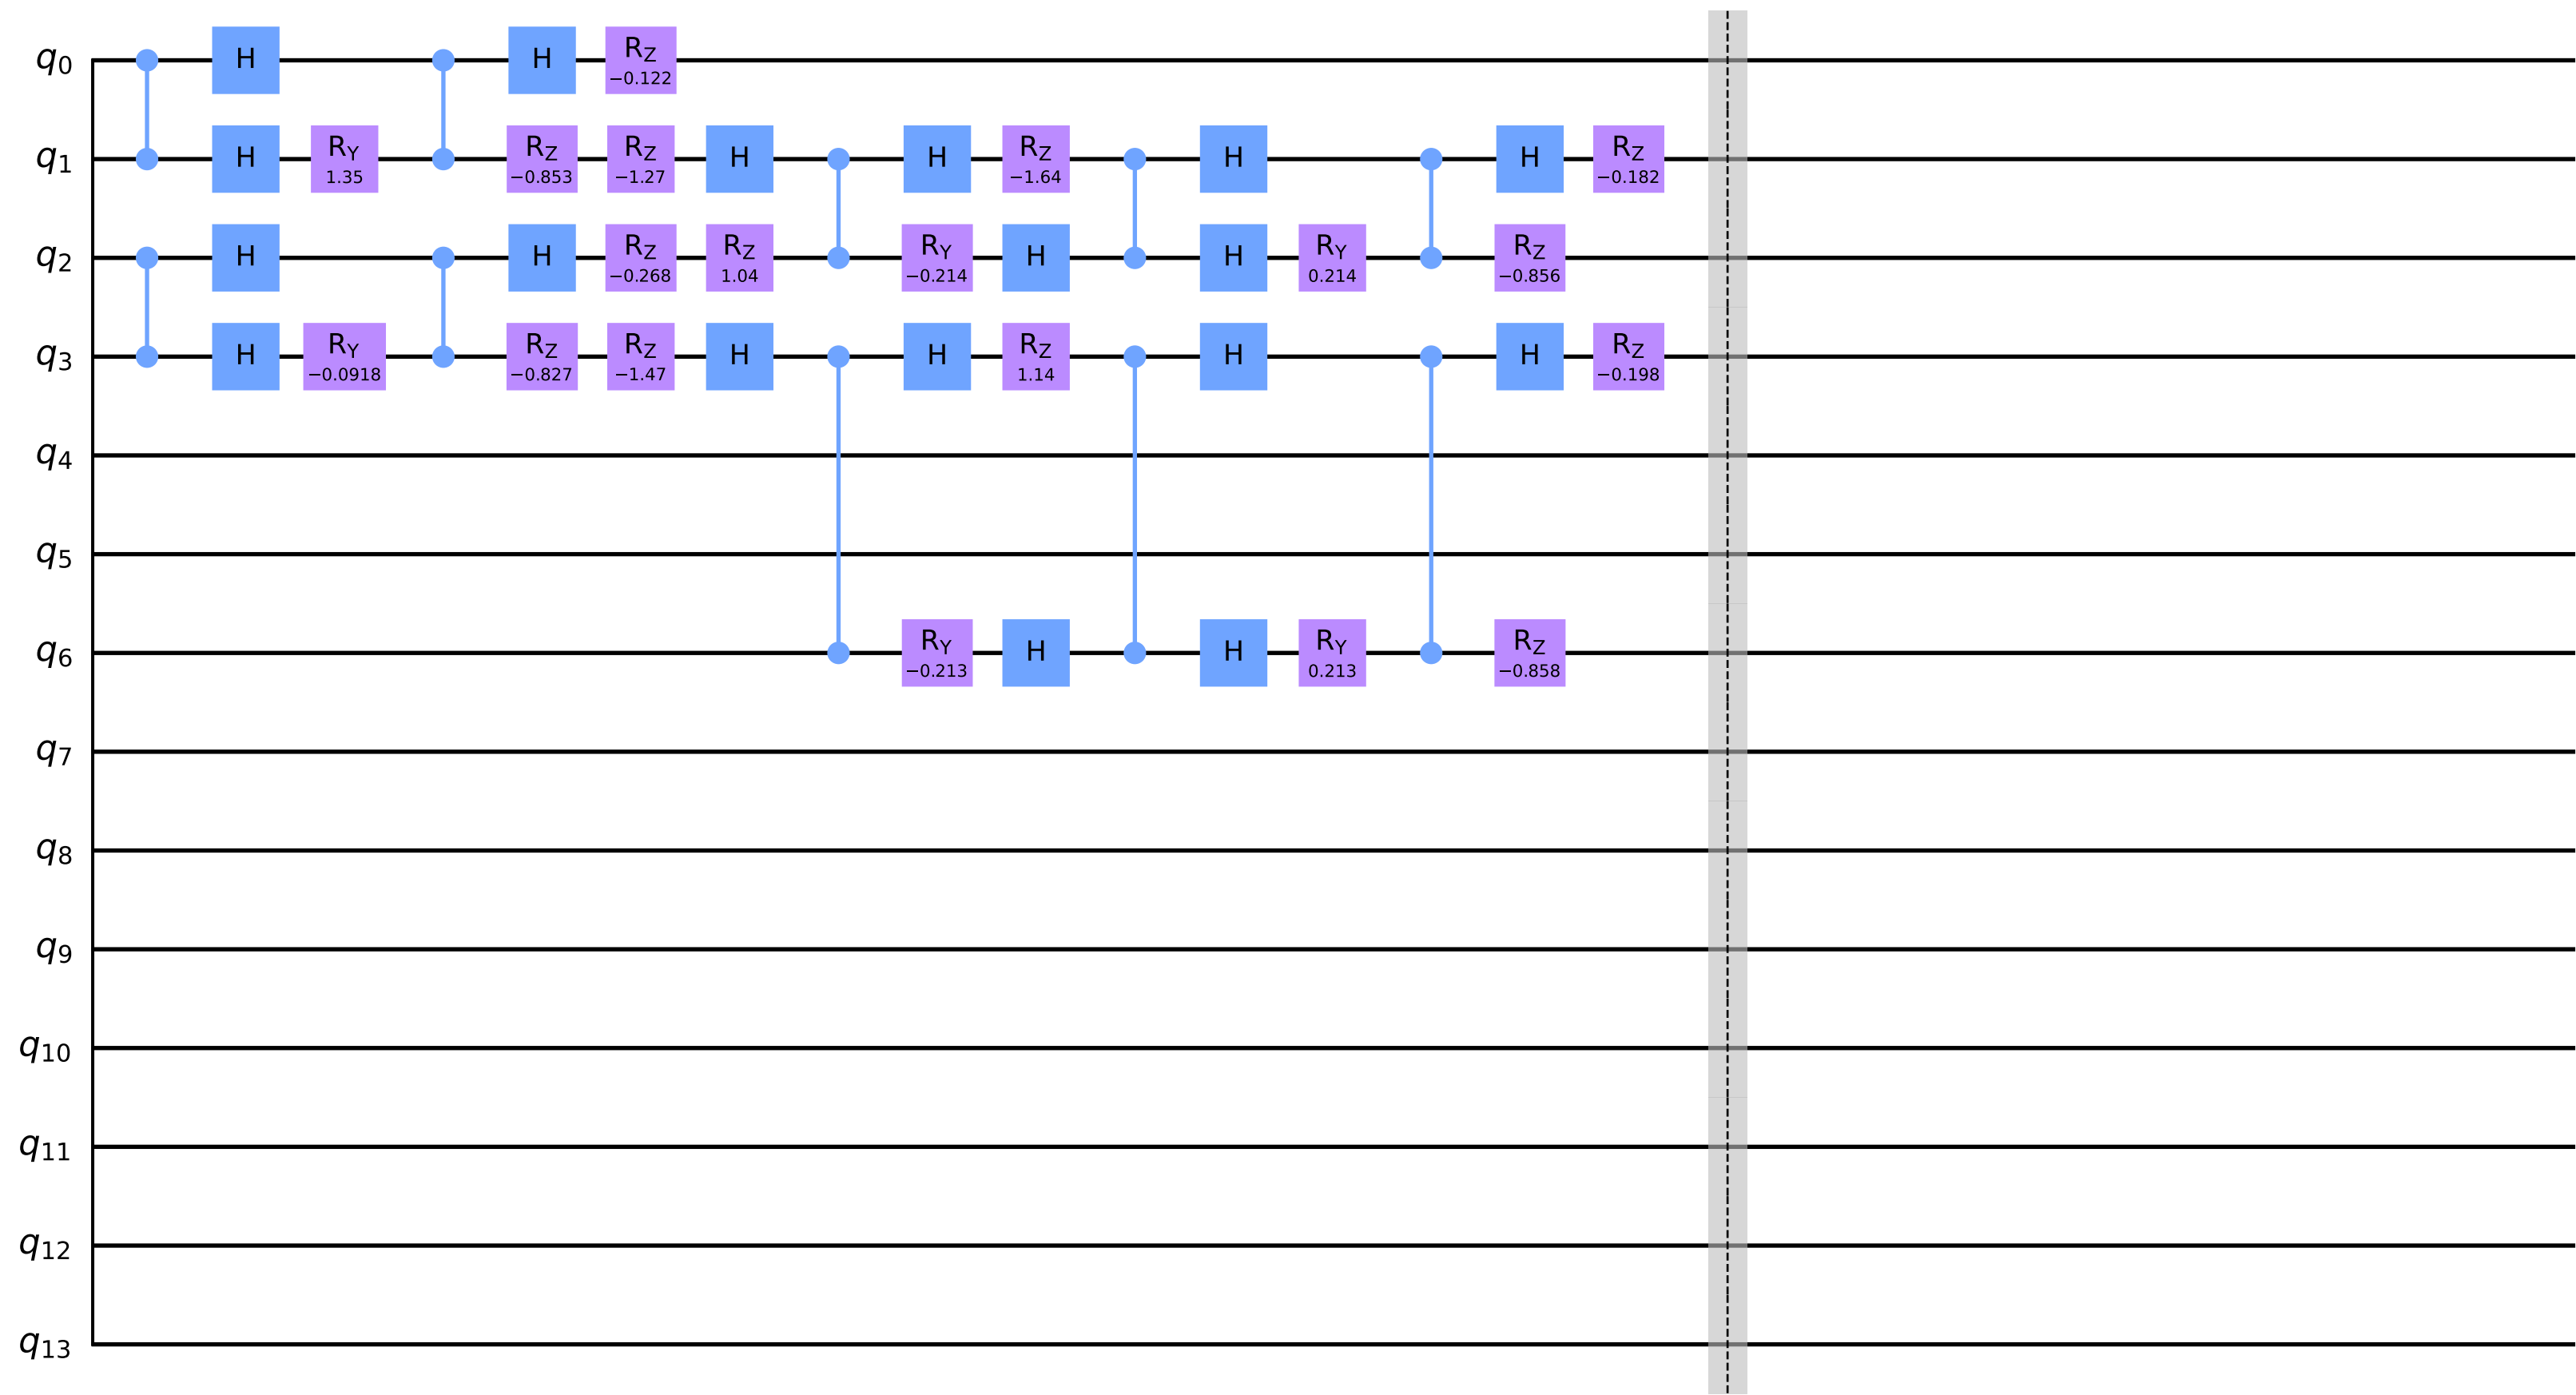 q0 H H RZ −0.122
q1 H RY 1.35 RZ −0.853 RZ −1.27 H H RZ −1.64 H H RZ −0.182
q2 H H RZ −0.268 RZ 1.04 RY −0.214 H H RY 0.214 RZ −0.856
q3 H RY −0.0918 RZ −0.827 RZ −1.47 H H RZ 1.14 H H RZ −0.198
q4
q5
q6 RY −0.213 H H RY 0.213 RZ −0.858
q7
q8
q9
q10
q11
q12
q13